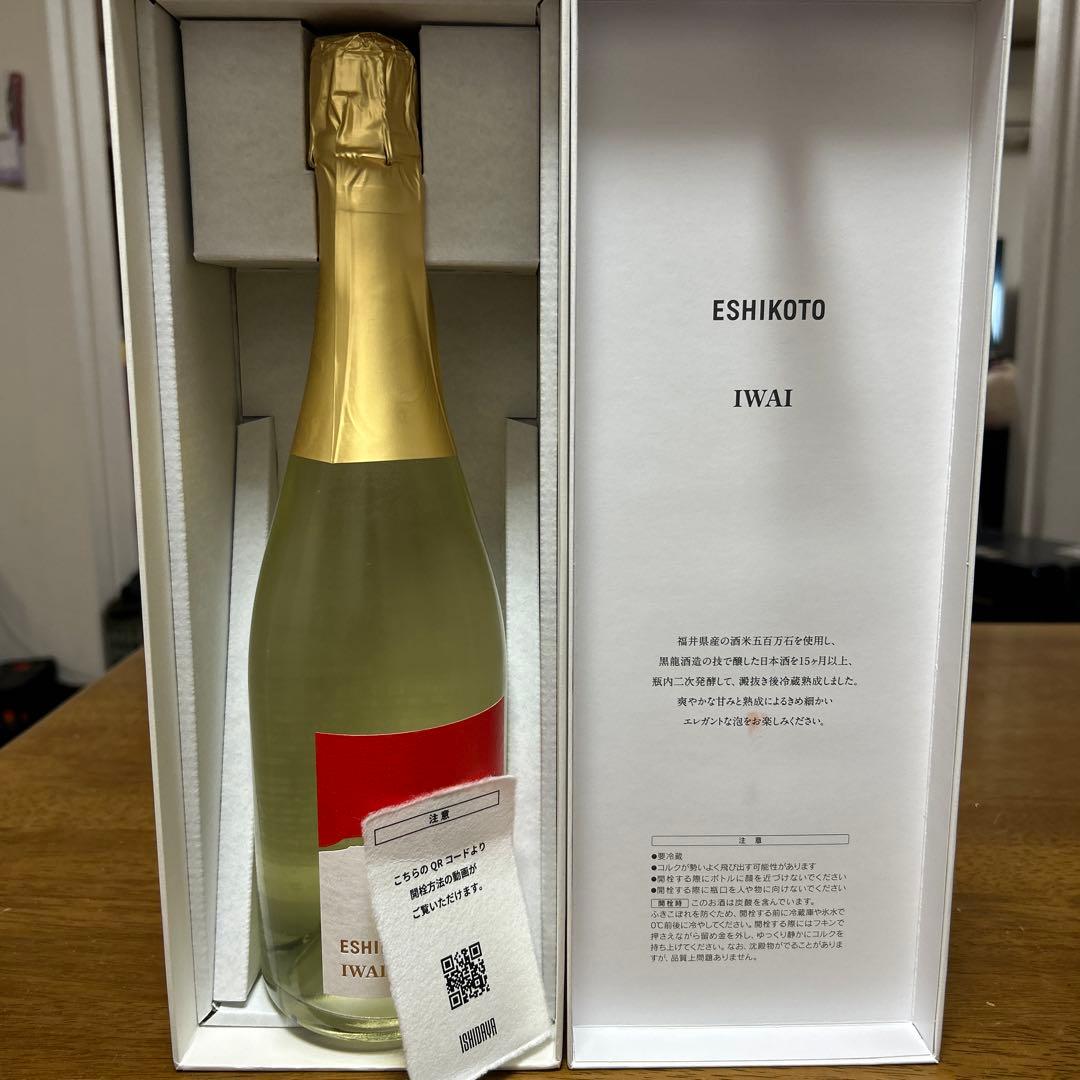 ESHIKOTO
IWAI
福井県産の酒米五百万石を使用し、
黒龍酒造の技で醸した日本酒を15ヶ月以上、
瓶内二次発酵して、澱抜き後冷蔵熟成しました。
爽やかな甘みと熟成によるきめ細かい
エレガントな泡をお楽しみください。
注 意
●要冷蔵
●コルクが勢いよく飛び出す可能性があります
●開栓する際にボトルに顔を近づけないでください
●開栓する際に瓶口を人や物に向けないでください
開栓時 このお酒は炭酸を含んでいます。
ふきこぼれを防ぐため、開栓する前に冷蔵庫や氷水で
0℃前後に冷やしてください。開栓する際にはフキンで
押さえながら留め金を外し、ゆっくり静かにコルクを
持ち上げてください。なお、沈殿物がでることがありま
すが、品質上問題ありません。
注意
こちらのQRコードより
開栓方法の動画が
ご覧いただけます。
ISHIDAYA
ESHI
IWAI